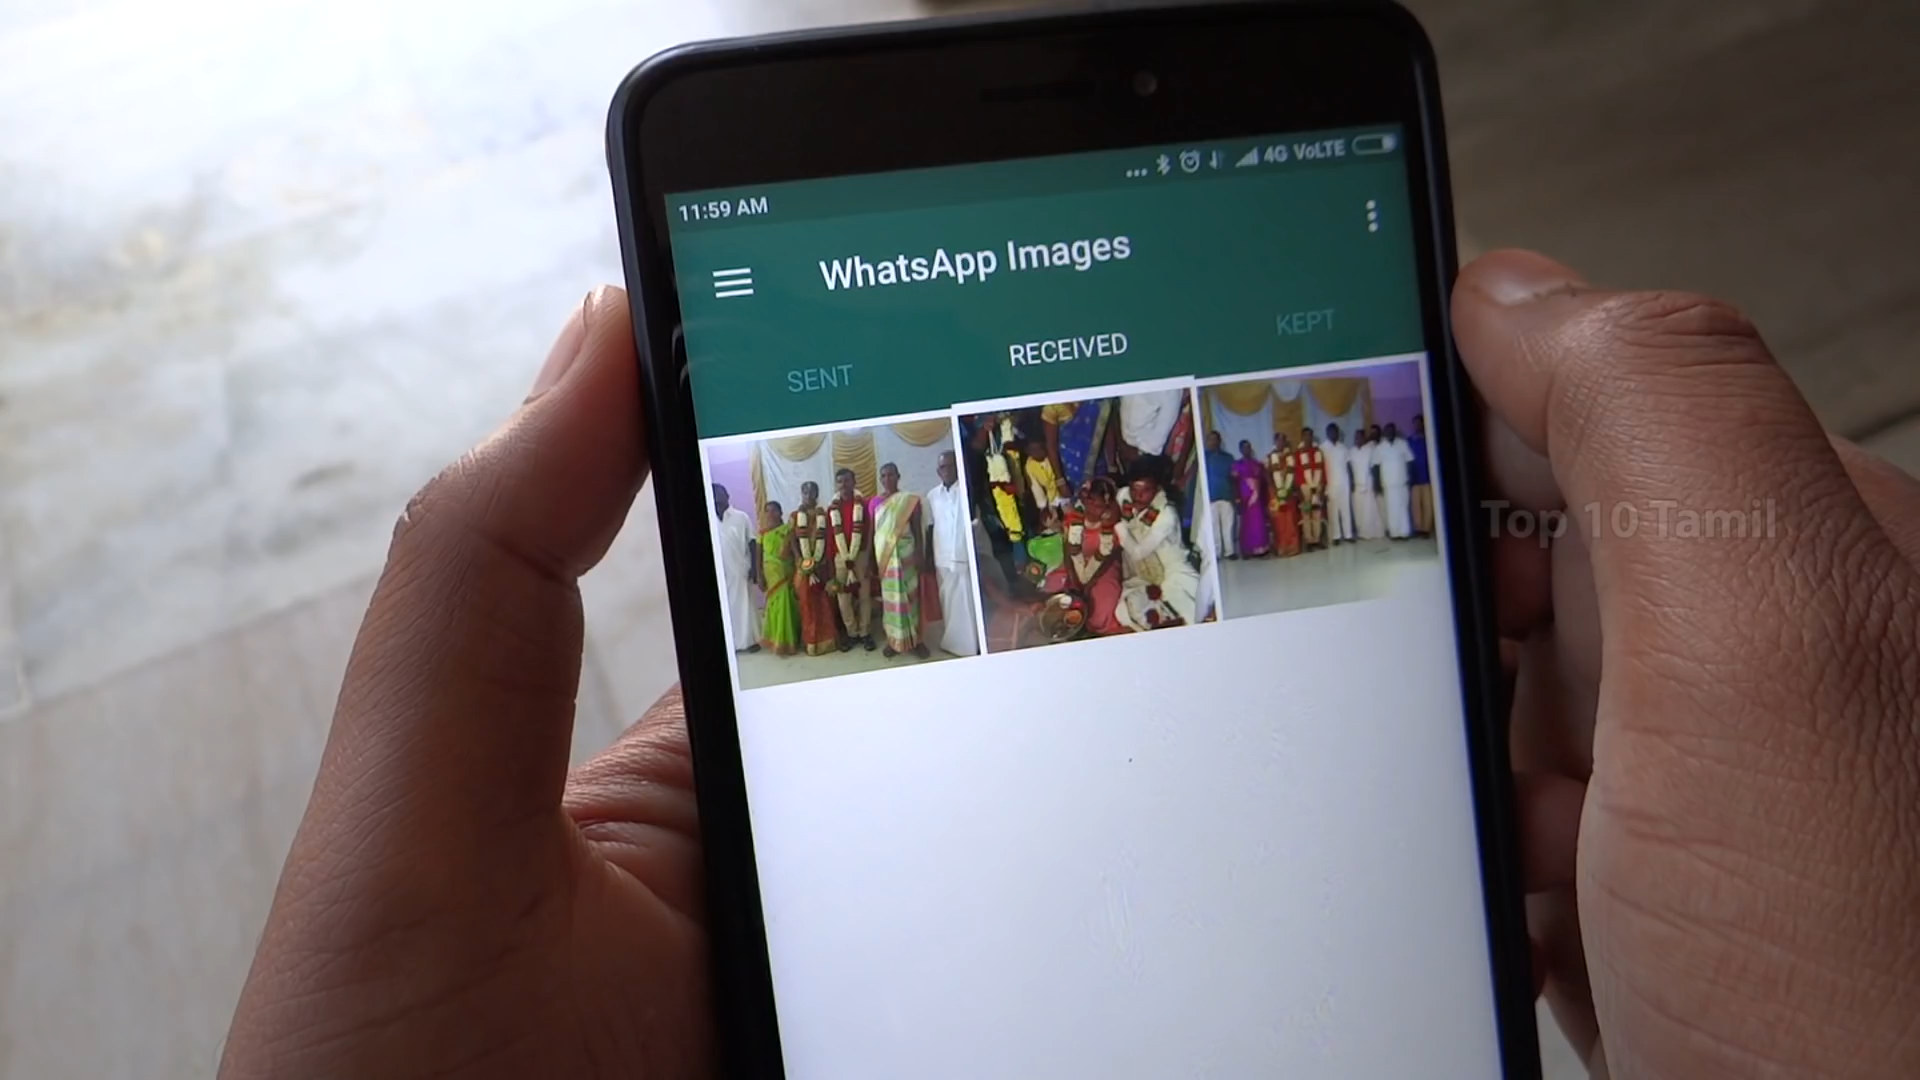 11:59 AM
... 4G VoLTE
WhatsApp Images
SENT
RECEIVED
KEPT
Top 10 Tamil